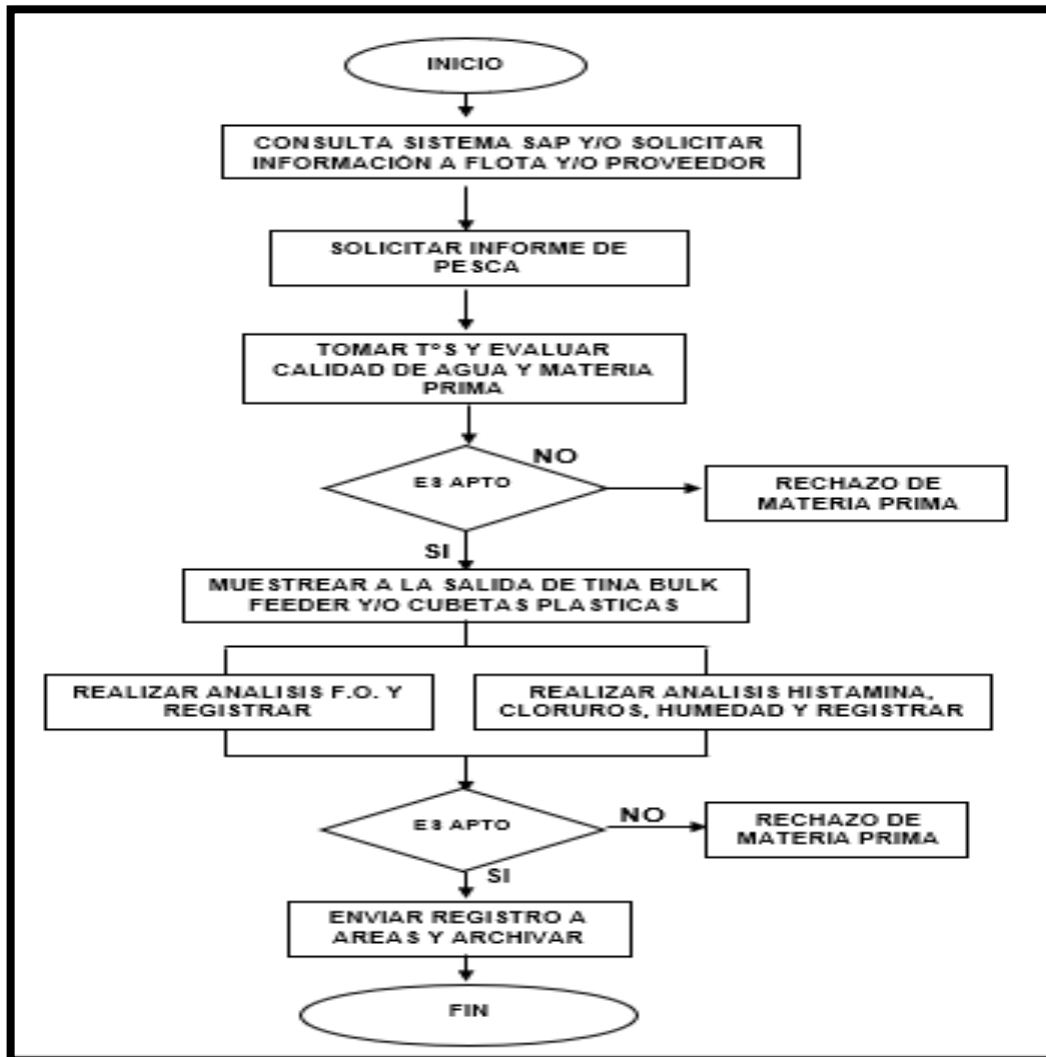 INICIO
CONSULTA SISTEMA SAP Y/O SOLICITAR
INFORMACIÓN A FLOTA Y/O PROVEEDOR
SOLICITAR INFORME DE
PESCA
TOMAR TºS Y EVALUAR
CALIDAD DE AGUA Y MATERIA
PRIMA
ES APTO
NO
RECHAZO DE
MATERIA PRIMA
SI
MUESTREAR A LA SALIDA DE TINA BULK
FEEDER Y/O CUBETAS PLASTICAS
REALIZAR ANALISIS F.O. Y
REGISTRAR
REALIZAR ANALISIS HISTAMINA,
CLORUROS, HUMEDAD Y REGISTRAR
ES APTO
NO
RECHAZO DE
MATERIA PRIMA
SI
ENVIAR REGISTRO A
AREAS Y ARCHIVAR
FIN